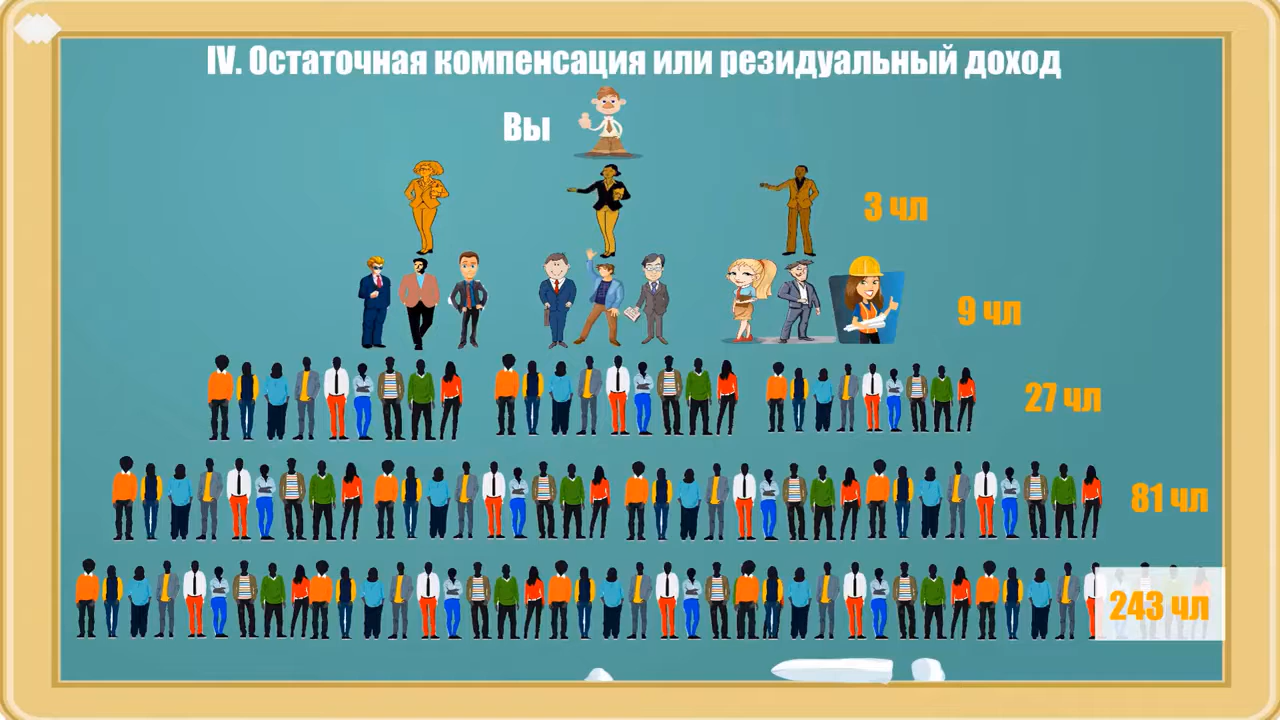 IV. Остаточная компенсация или резидуальный доход
Вы
3 чл
9 чл
27 чл
81 чл
243 чл